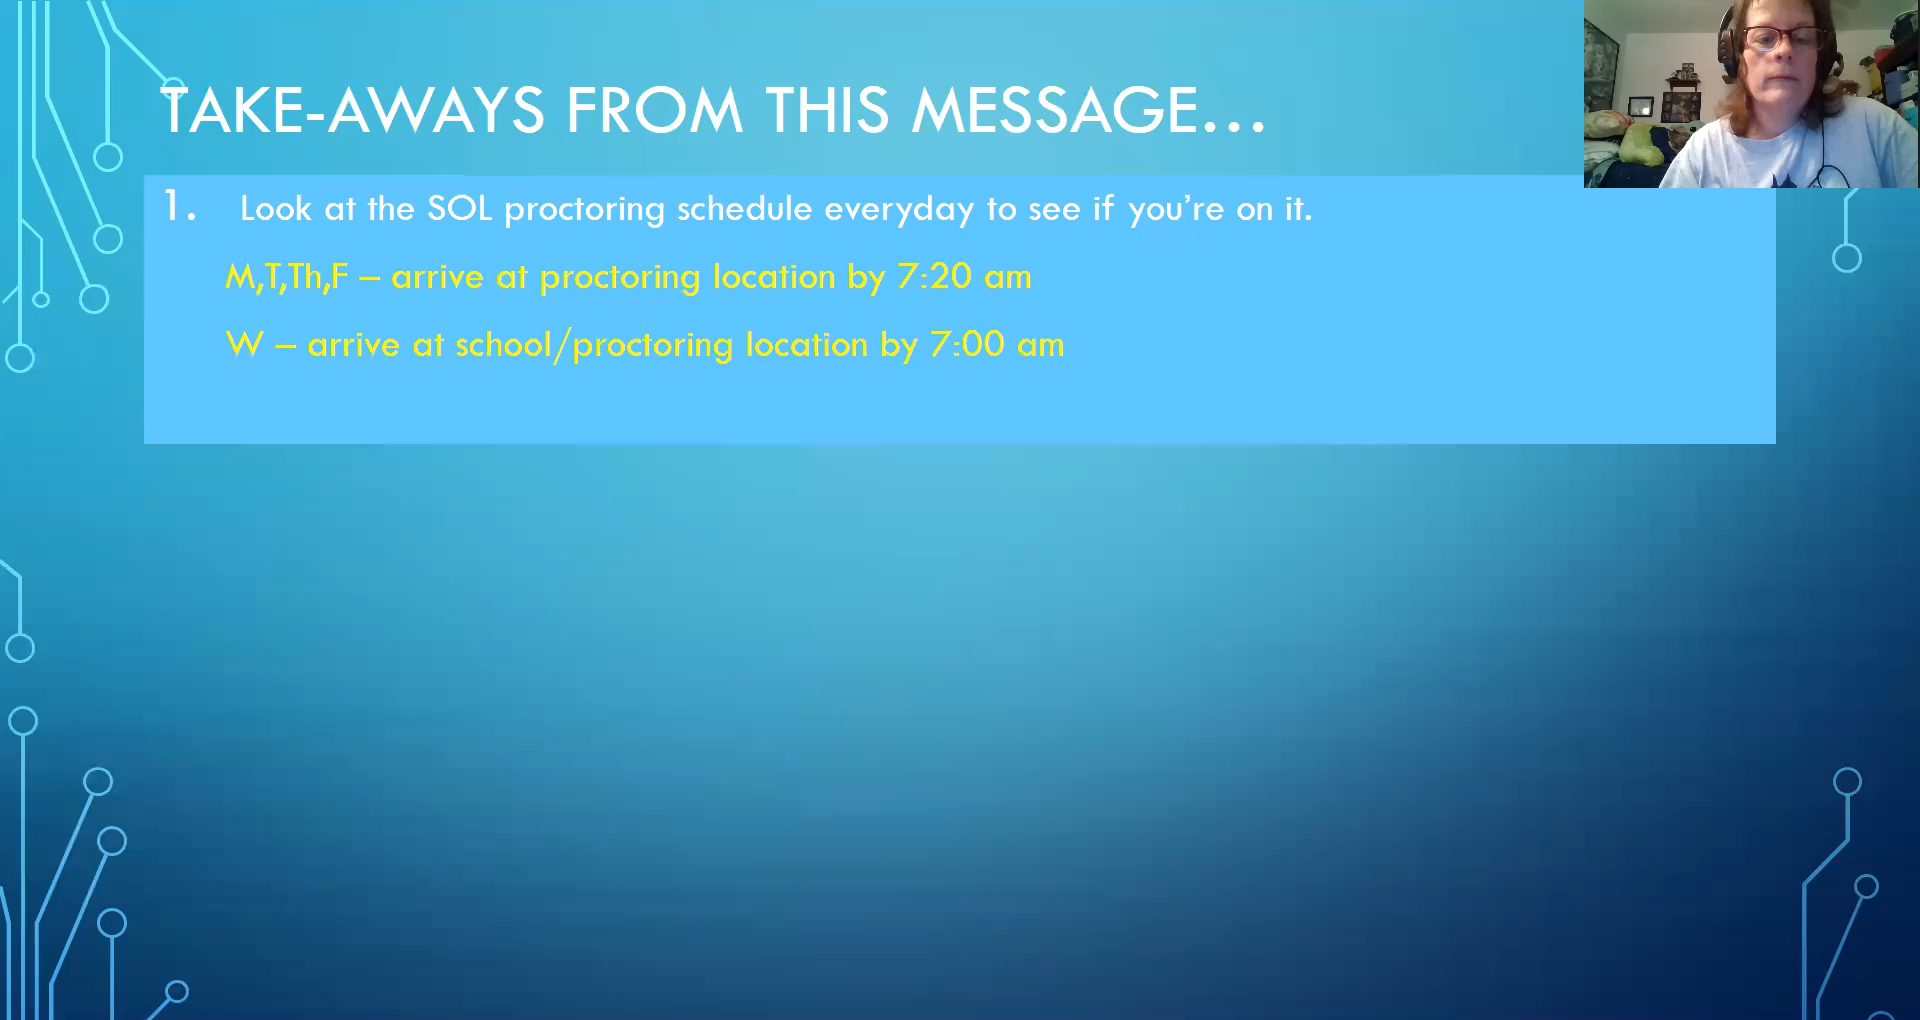 TAKE-AWAYS FROM THIS MESSAGE...
1. Look at the SOL proctoring schedule everyday to see if you're on it.
M,T,Th,F – arrive at proctoring location by 7:20 am
W – arrive at school/proctoring location by 7:00 am